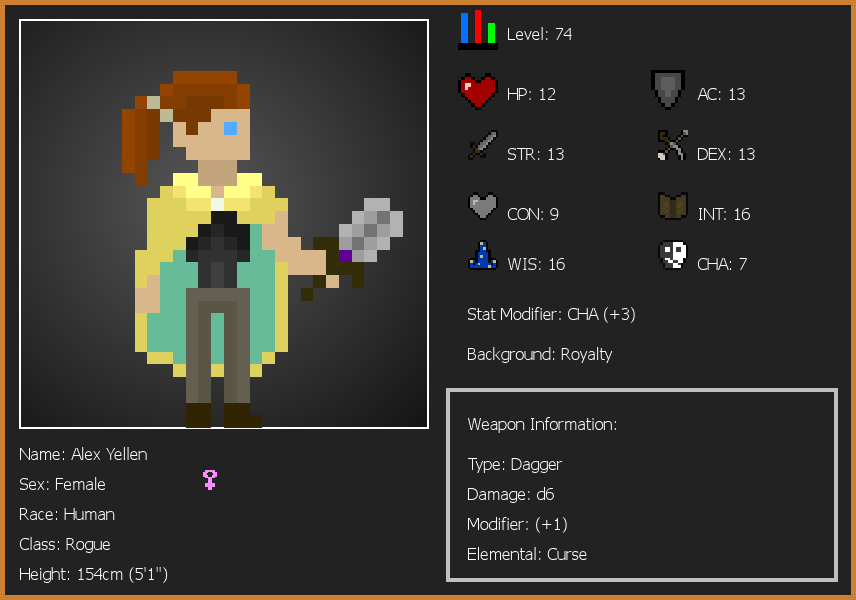 Level: 74
HP: 12
AC: 13
STR: 13
DEX: 13
CON: 9
INT: 16
WIS: 16
CHA: 7
Stat Modifier: CHA (+3)
Background: Royalty
Weapon Information:
Type: Dagger
Damage: d6
Modifier: (+1)
Elemental: Curse
Name: Alex Yellen
Sex: Female
Race: Human
Class: Rogue
Height: 154cm (5'1")